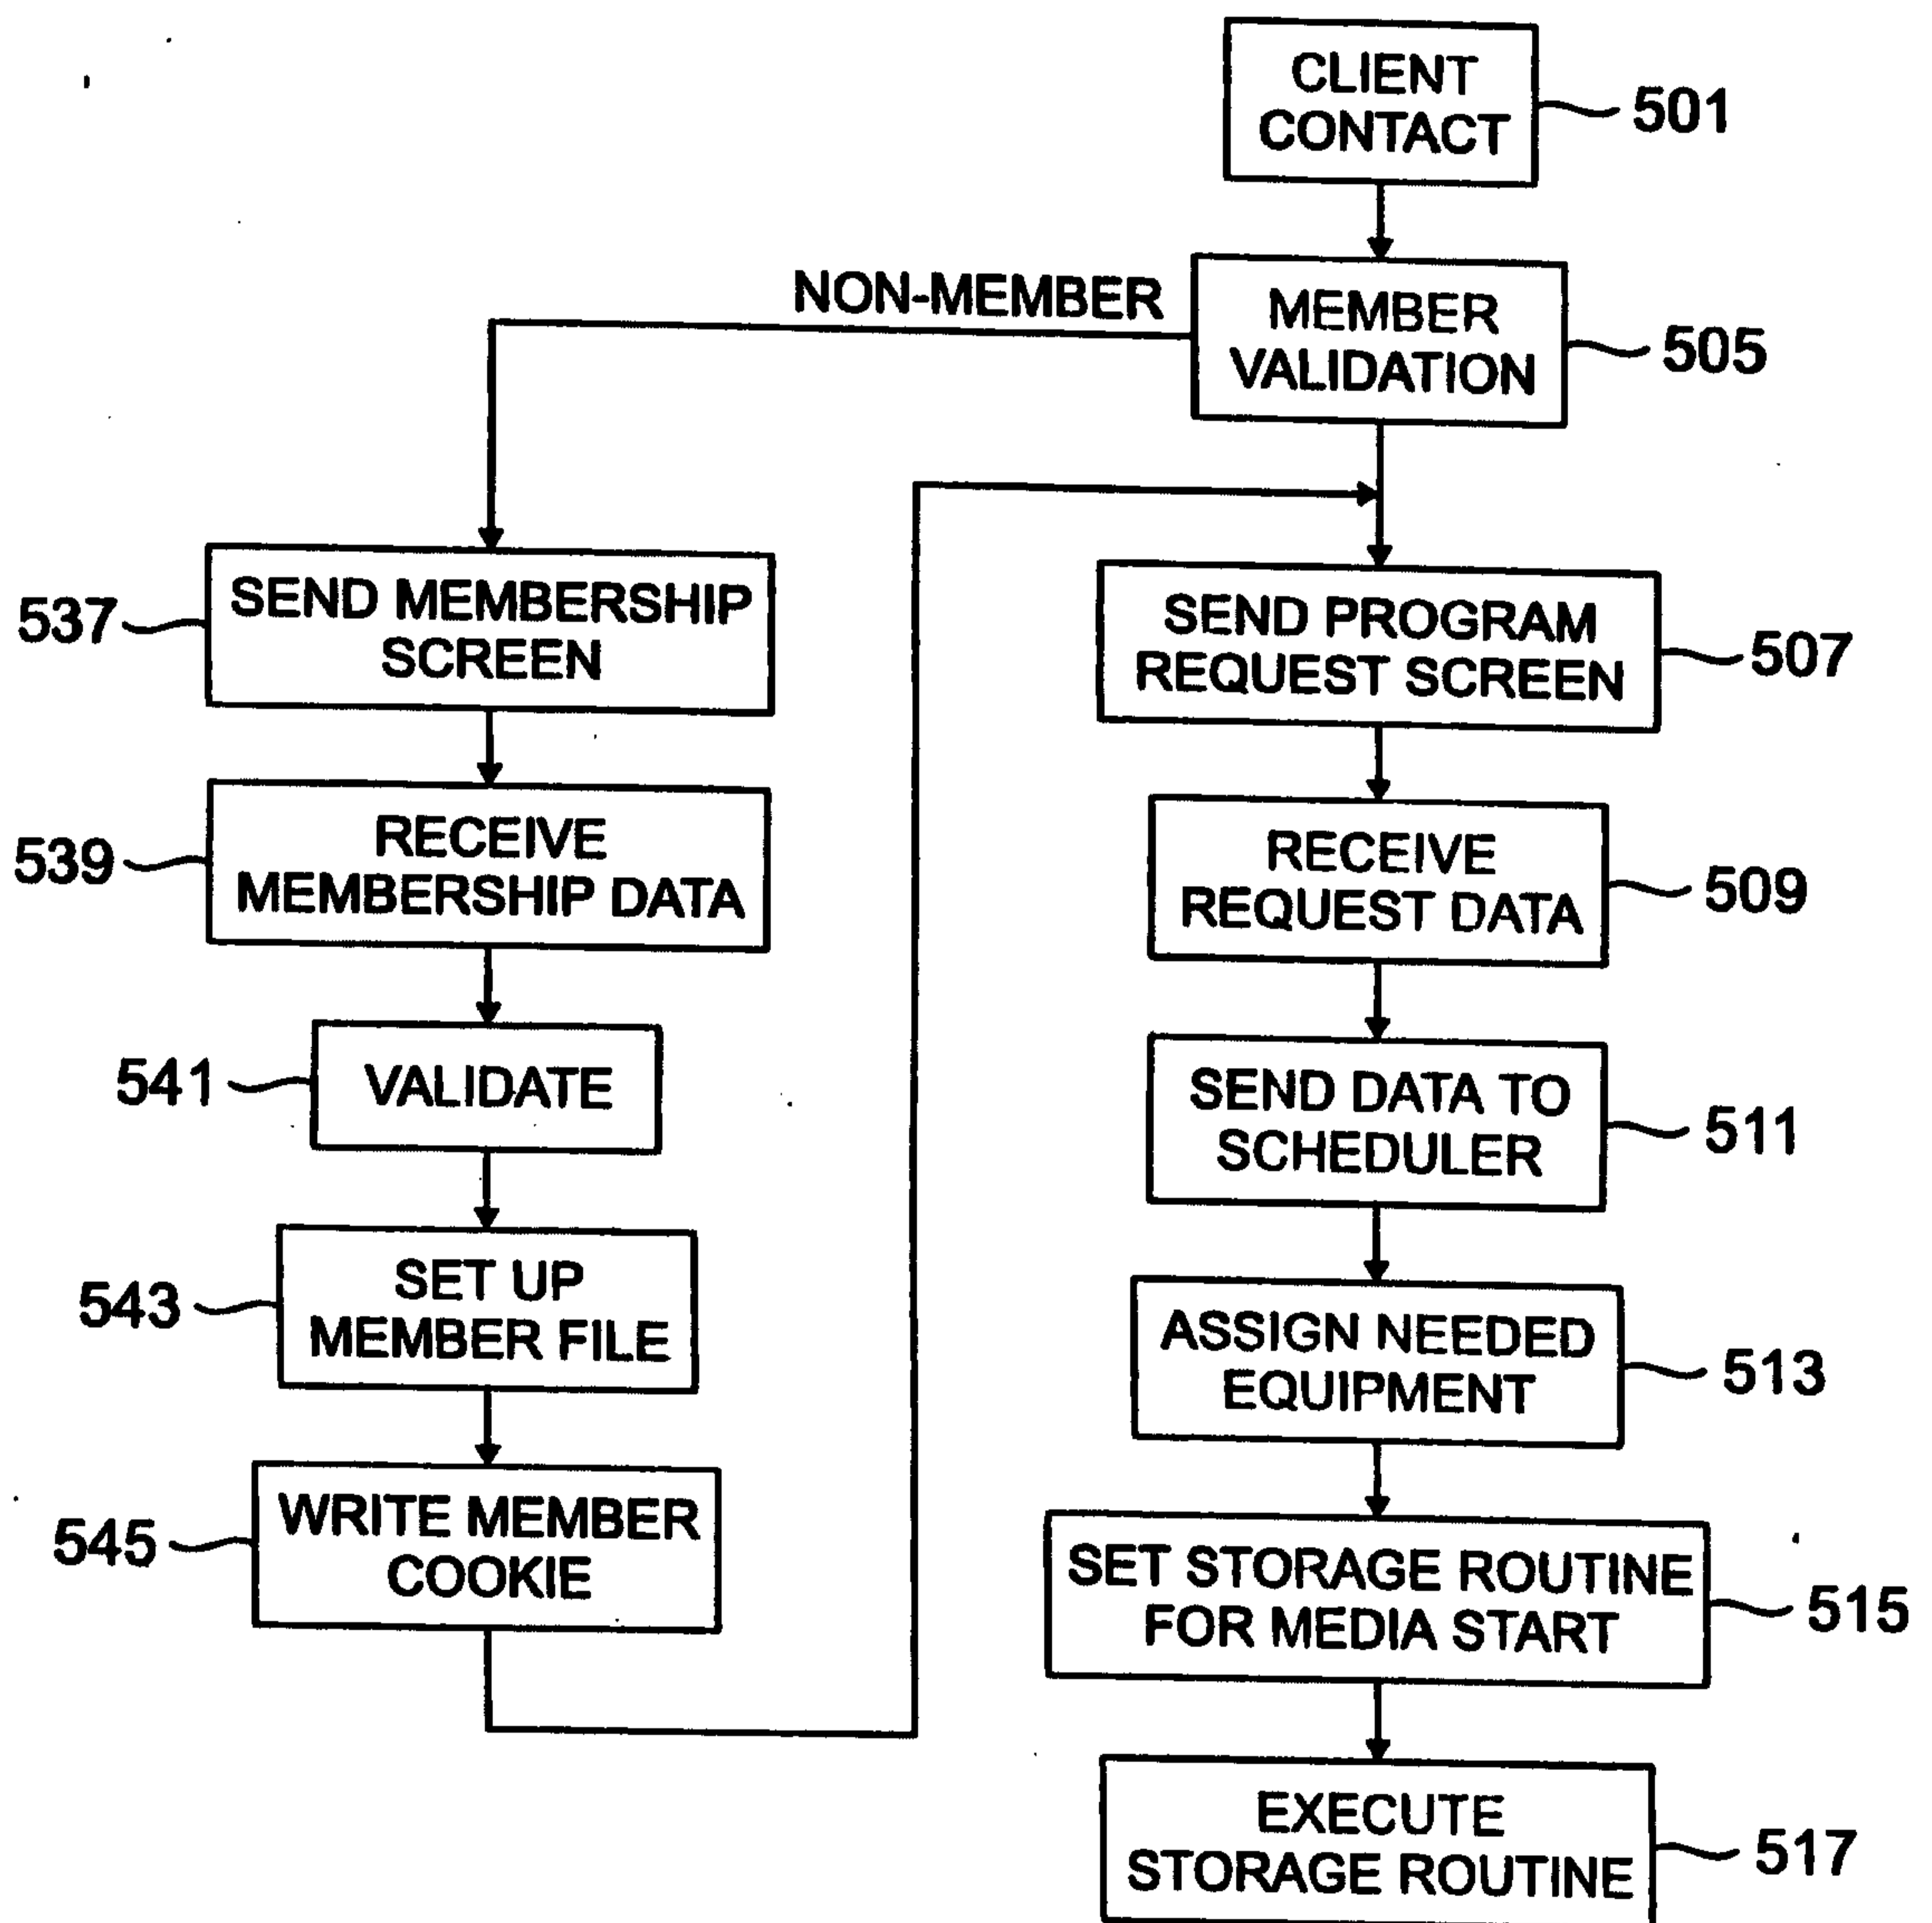 CLIENT
CONTACT
501
NON-MEMBER
MEMBER
VALIDATION
505
537
SEND MEMBERSHIP
SCREEN
SEND PROGRAM
REQUEST SCREEN
507
539
RECEIVE
MEMBERSHIP DATA
RECEIVE
REQUEST DATA
509
541
VALIDATE
SEND DATA TO
SCHEDULER
511
543
SET UP
MEMBER FILE
ASSIGN NEEDED
EQUIPMENT
513
545
WRITE MEMBER
COOKIE
SET STORAGE ROUTINE
FOR MEDIA START
515
EXECUTE
STORAGE ROUTINE
517